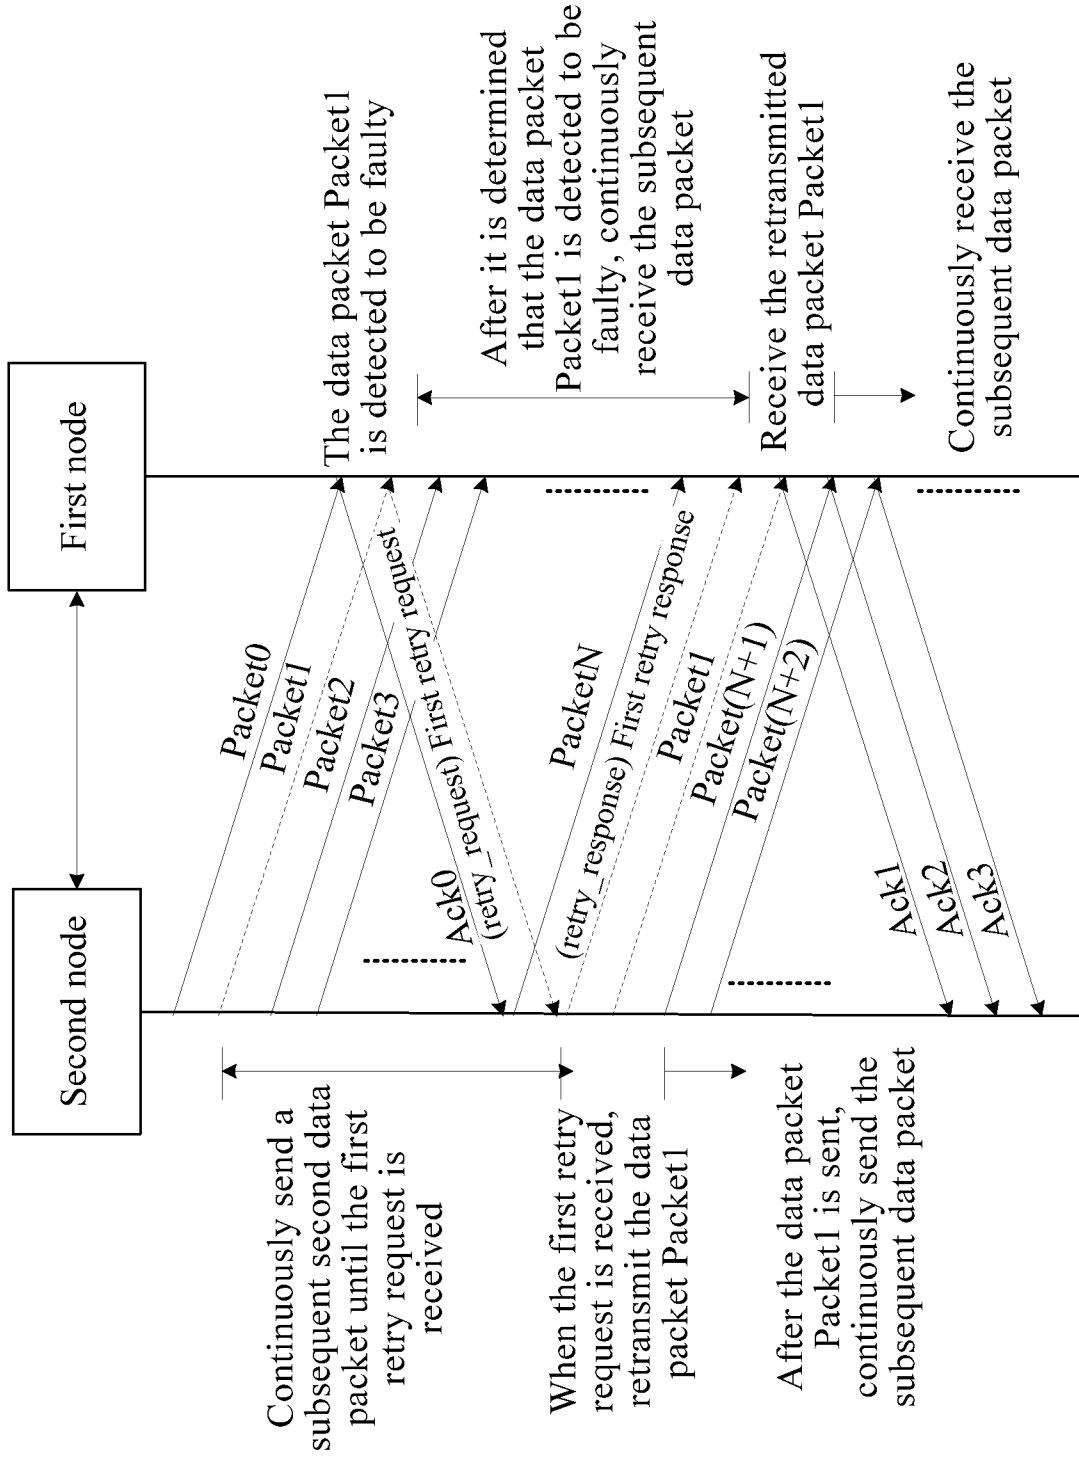 Second node
First node
Packet0
Packet1
Packet2
Packet3
The data packet Packet1
is detected to be faulty
Ack0
(retry_request) First retry request
Continuously send a
subsequent second data
packet until the first
retry request is
received
After it is determined
that the data packet
Packet1 is detected to be
faulty, continuously
receive the subsequent
data packet
PacketN
(retry_response) First retry response
Packet1
Packet(N+1)
Packet(N+2)
When the first retry
request is received,
retransmit the data
packet Packet1
Receive the retransmitted
data packet Packet1
After the data packet
Packet1 is sent,
continuously send the
subsequent data packet
Ack1
Ack2
Ack3
Continuously receive the
subsequent data packet